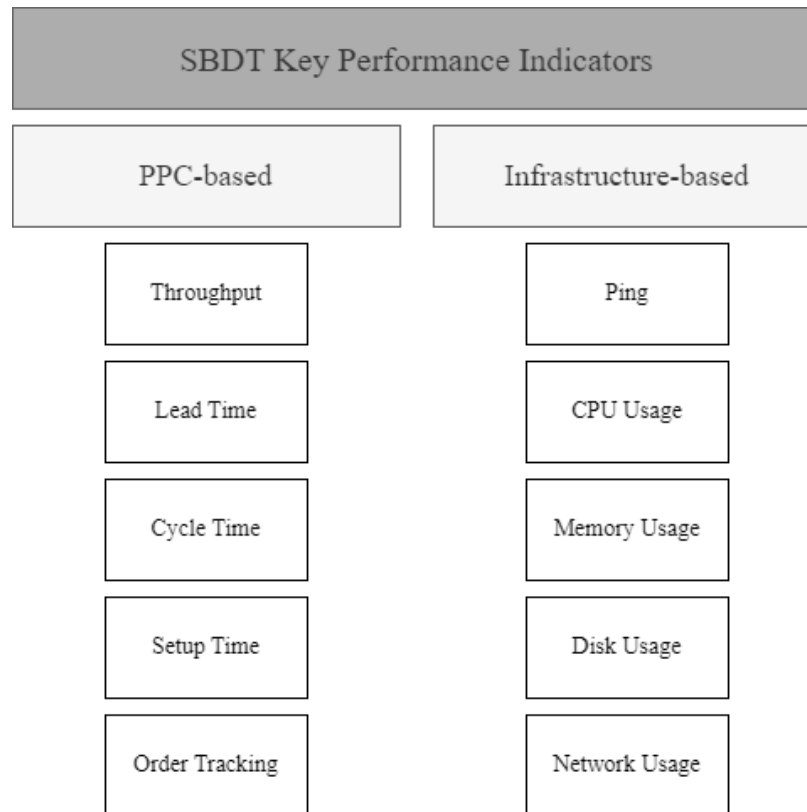 SBDT Key Performance Indicators
PPC-based
Infrastructure-based
Throughput
Ping
Lead Time
CPU Usage
Cycle Time
Memory Usage
Setup Time
Disk Usage
Order Tracking
Network Usage